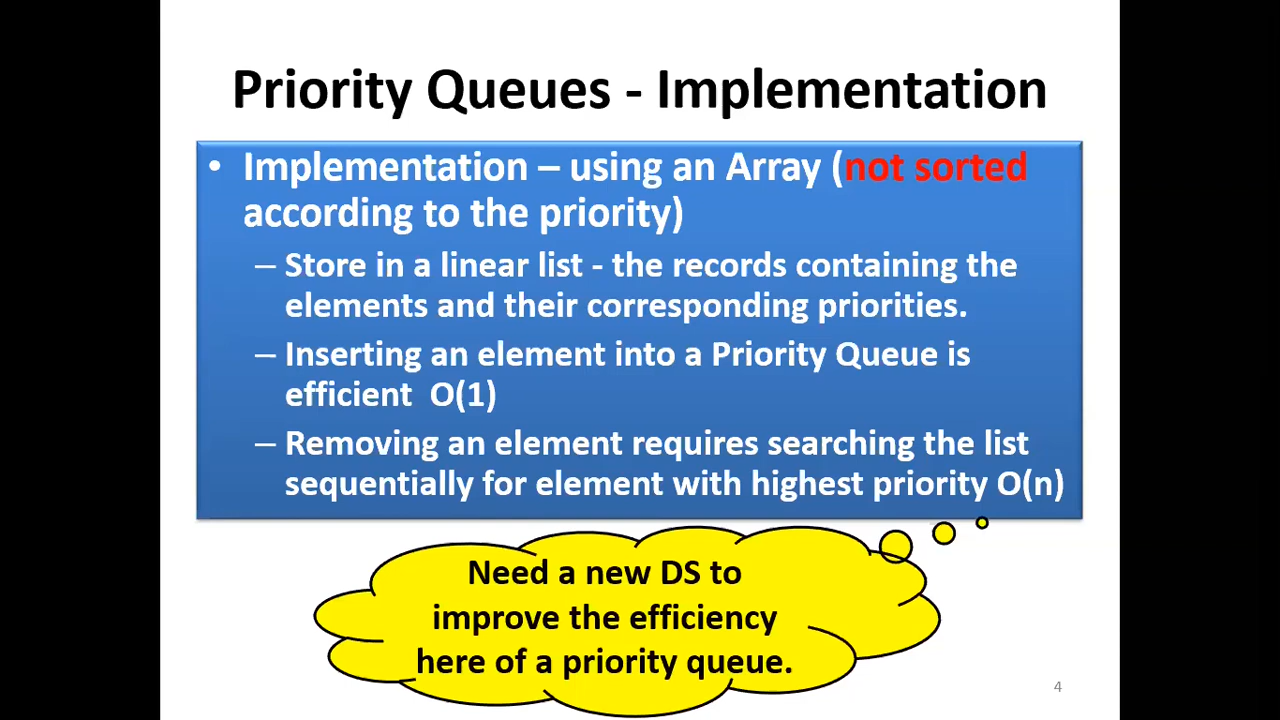 Priority Queues - Implementation
• Implementation – using an Array (not sorted
according to the priority)
– Store in a linear list - the records containing the
elements and their corresponding priorities.
– Inserting an element into a Priority Queue is
efficient O(1)
– Removing an element requires searching the list
sequentially for element with highest priority O(n)
Need a new DS to
improve the efficiency
here of a priority queue.
4